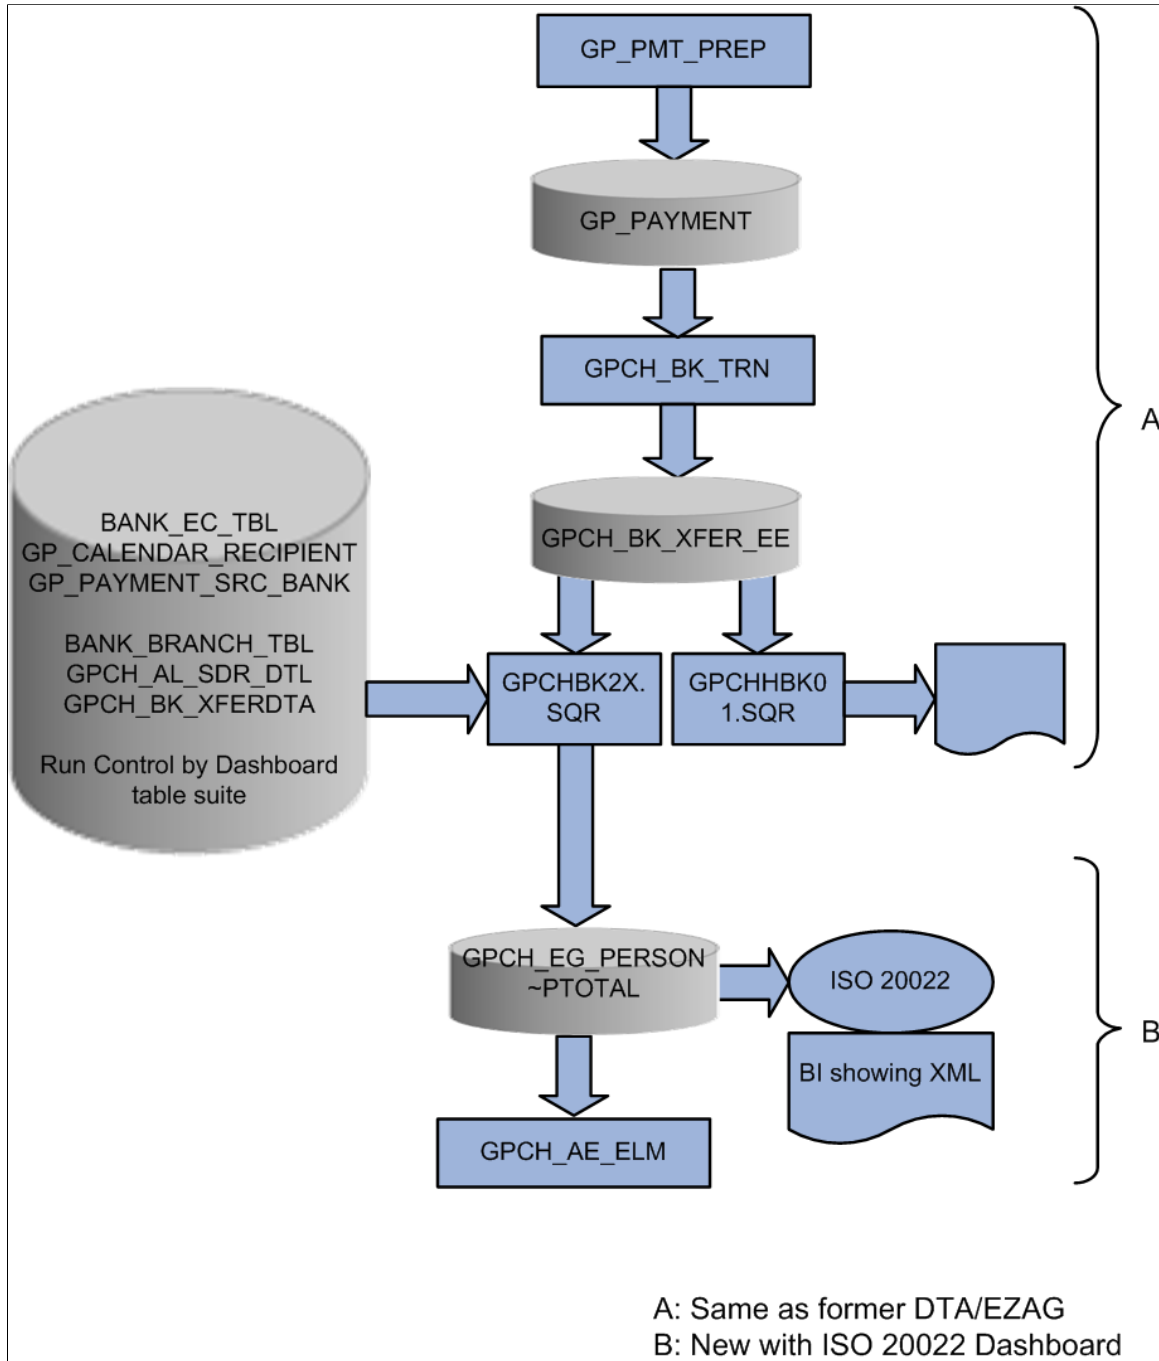 GP_PMT_PREP
GP_PAYMENT
GPCH_BK_TRN
A
GPCH_BK_XFER_EE
BANK_EC_TBL
GP_CALENDAR_RECIPIENT
GP_PAYMENT_SRC_BANK
BANK_BRANCH_TBL
GPCH_AL_SDR_DTL
GPCH_BK_XFERDTA
Run Control by Dashboard
table suite
GPCHBK2X.
SQR
GPCHHBK0
1.SQR
GPCH_EG_PERSON
~PTOTAL
ISO 20022
BI showing XML
B
GPCH_AE_ELM
A: Same as former DTA/EZAG
B: New with ISO 20022 Dashboard